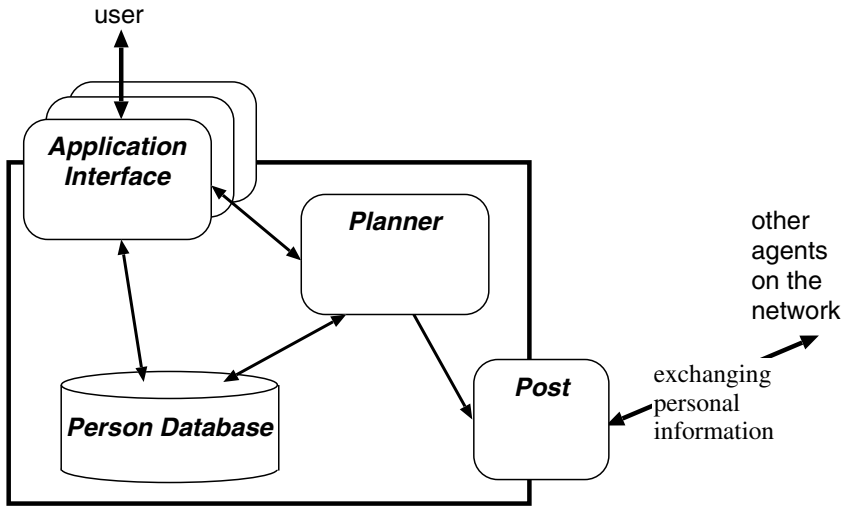 user
Application
Interface
Planner
other
agents
on the
network
Post
exchanging
personal
information
Person Database